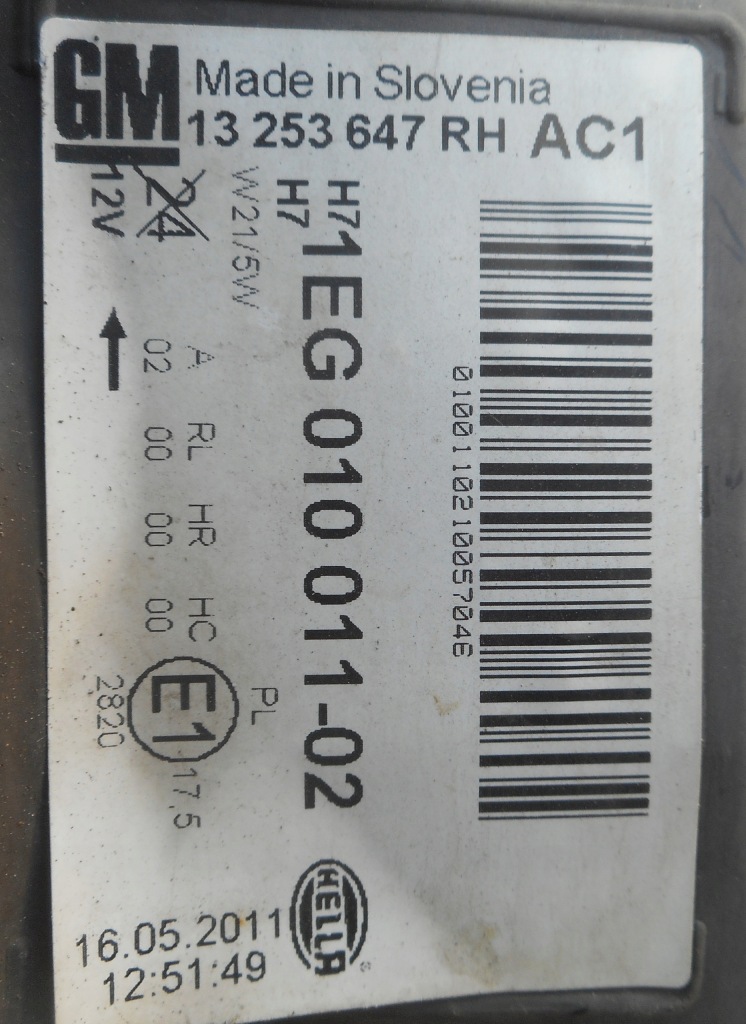 GM Made in Slovenia
13 253 647 RH AC1
H7
H7
W21/5W
24
12V
1EG 010 011-02
A RL HR HC
02 00 00 00
PL
E1 17,5
2820
HELLA
16.05.2011
12:51:49